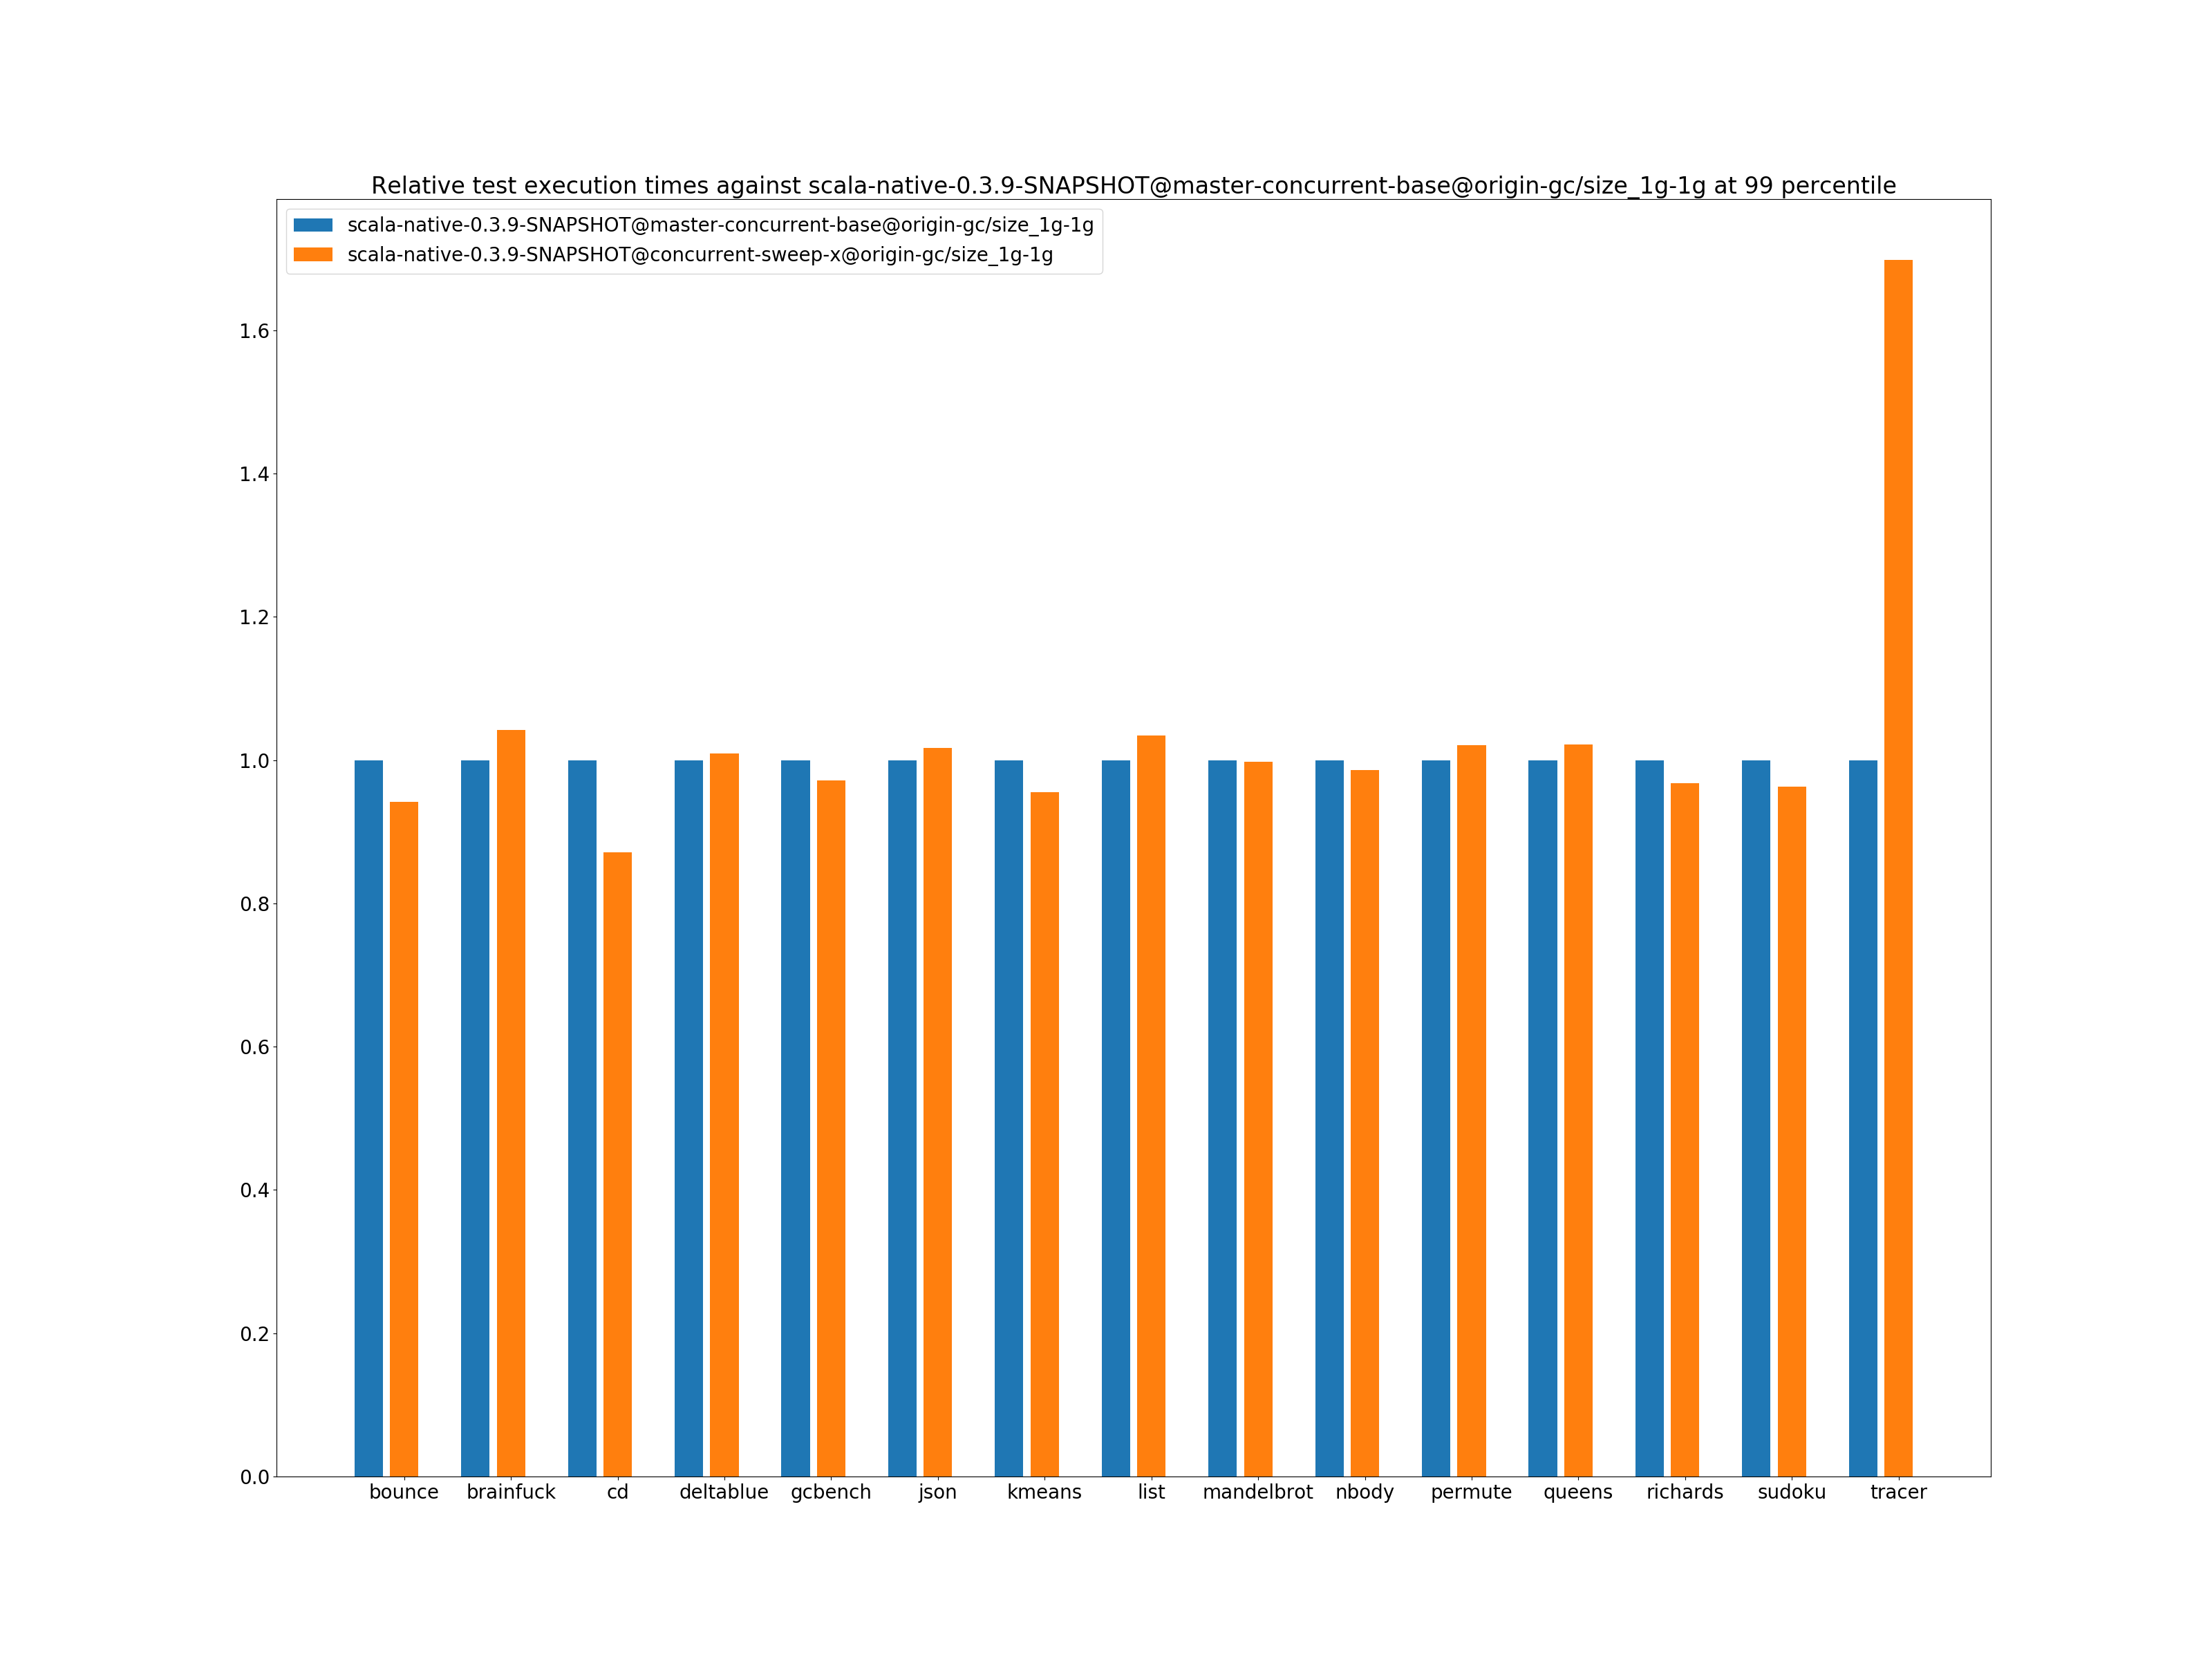 Relative test execution times against scala-native-0.3.9-SNAPSHOT@master-concurrent-base@origin-gc/size_1g-1g at 99 percentile
scala-native-0.3.9-SNAPSHOT@master-concurrent-base@origin-gc/size_1g-1g
scala-native-0.3.9-SNAPSHOT@concurrent-sweep-x@origin-gc/size_1g-1g
1.6
1.4
1.2
1.0
0.8
0.6
0.4
0.2
0.0
bounce brainfuck cd deltablue gcbench json kmeans list mandelbrot nbody permute queens richards sudoku tracer